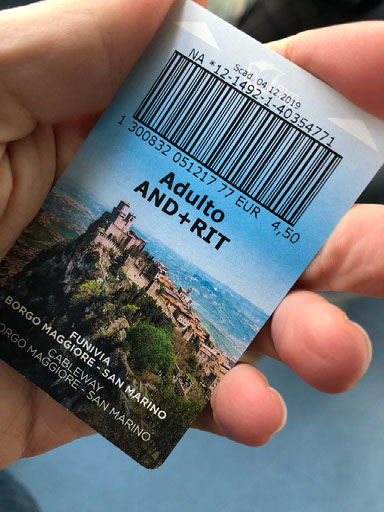 Scad. 04 12 2019
NA *12-1492-1-40354771
1 300832 051217 77 EUR 4,50
Adulto
AND+RIT
FUNIVIA
BORGO MAGGIORE - SAN MARINO
CABLEWAY
BORGO MAGGIORE - SAN MARINO